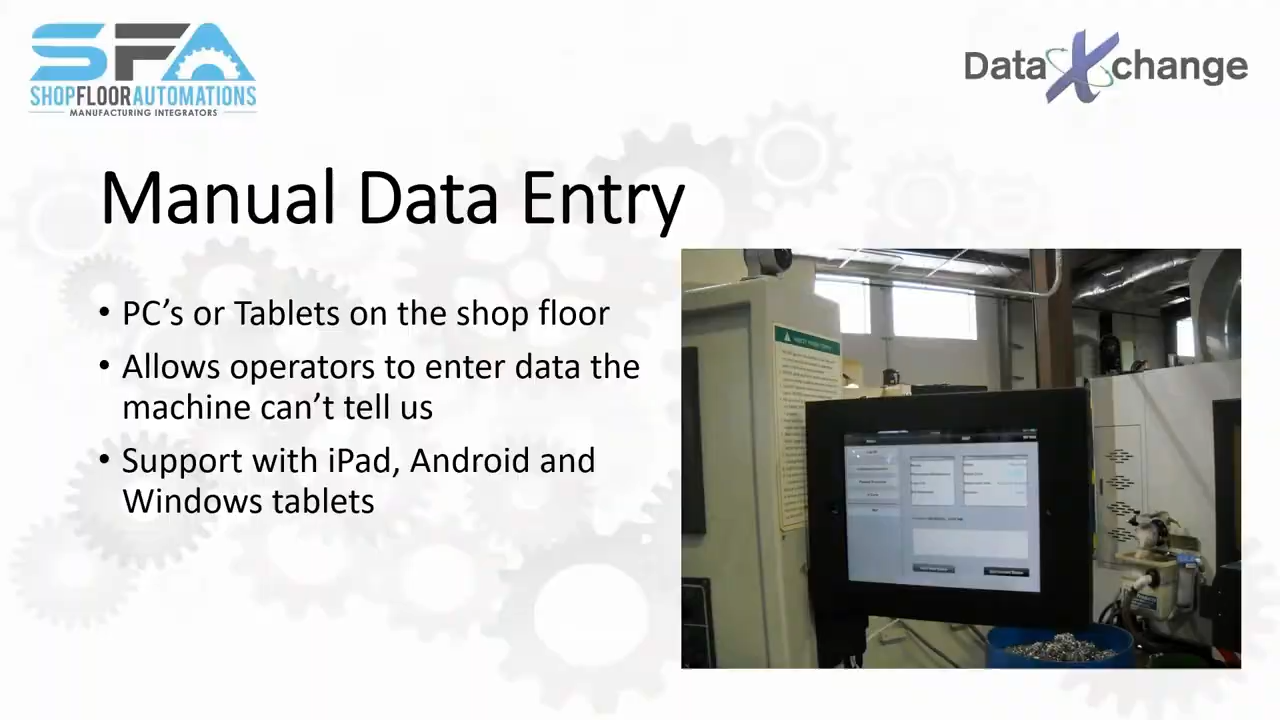 SFA
SHOPFLOORAUTOMATIONS
MANUFACTURING INTEGRATORS
DataXchange
Manual Data Entry
• PC’s or Tablets on the shop floor
• Allows operators to enter data the
machine can’t tell us
• Support with iPad, Android and
Windows tablets